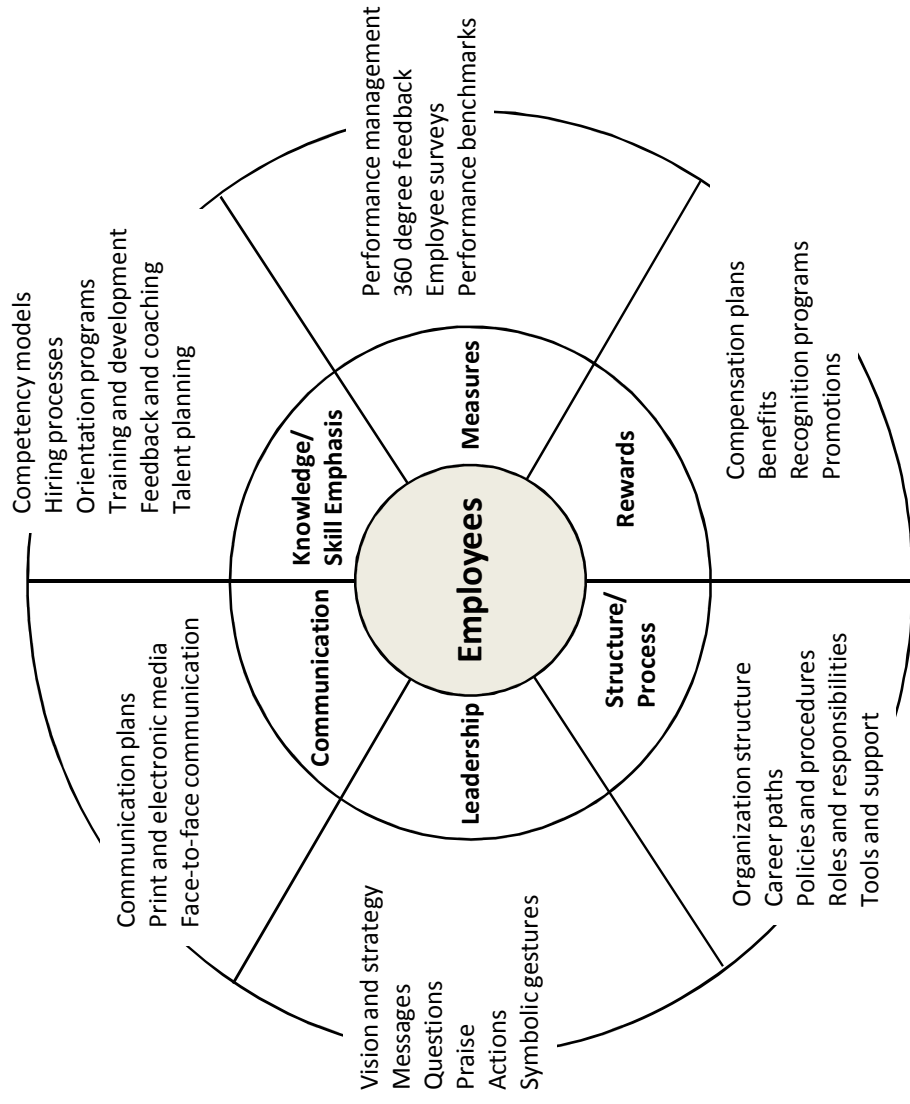 Communication plans
Print and electronic media
Face-to-face communication
Competency models
Hiring processes
Orientation programs
Training and development
Feedback and coaching
Talent planning
Communication
Knowledge/
Skill Emphasis
Vision and strategy
Messages
Questions
Praise
Actions
Symbolic gestures
Leadership
Employees
Measures
Performance management
360 degree feedback
Employee surveys
Performance benchmarks
Structure/
Process
Rewards
Organization structure
Career paths
Policies and procedures
Roles and responsibilities
Tools and support
Compensation plans
Benefits
Recognition programs
Promotions